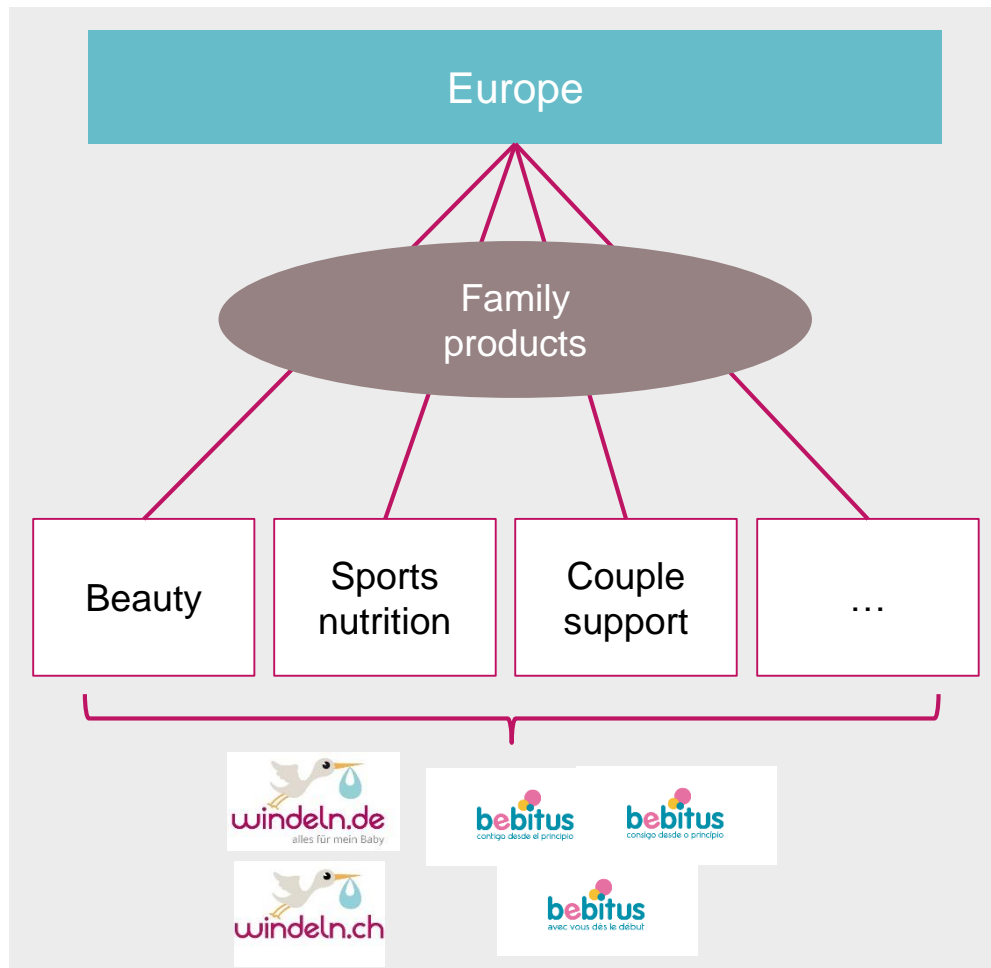 Europe
Family
products
Beauty
Sports
nutrition
Couple
support
...
windeln.de
alles für mein Baby
bebitus
contigo desde el principio
bebitus
consigo desde o princípio
windeln.ch
bebitus
avec vous dès le début